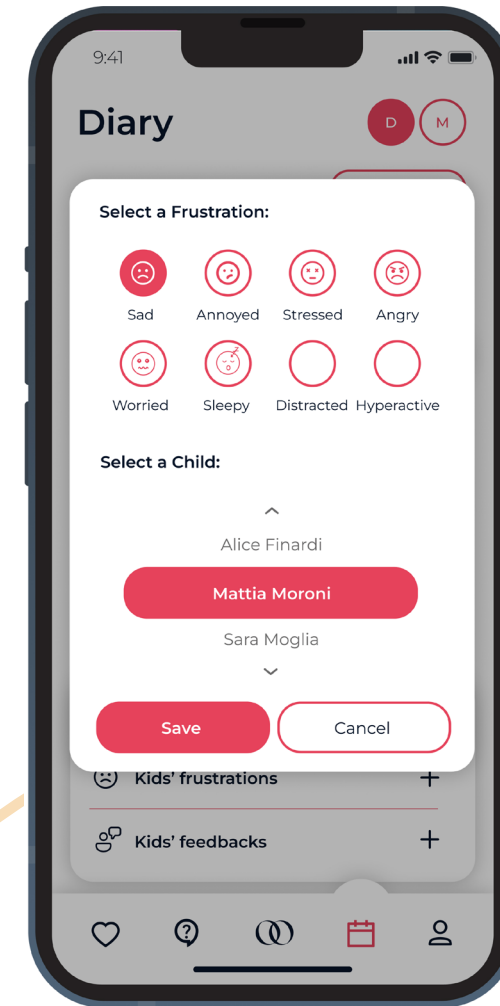 9:41
Diary
D M
Select a Frustration:
Sad Annoyed Stressed Angry
Worried Sleepy Distracted Hyperactive
Select a Child:
Alice Finardi
Mattia Moroni
Sara Moglia
Save Cancel
Kids' frustrations
Kids' feedbacks